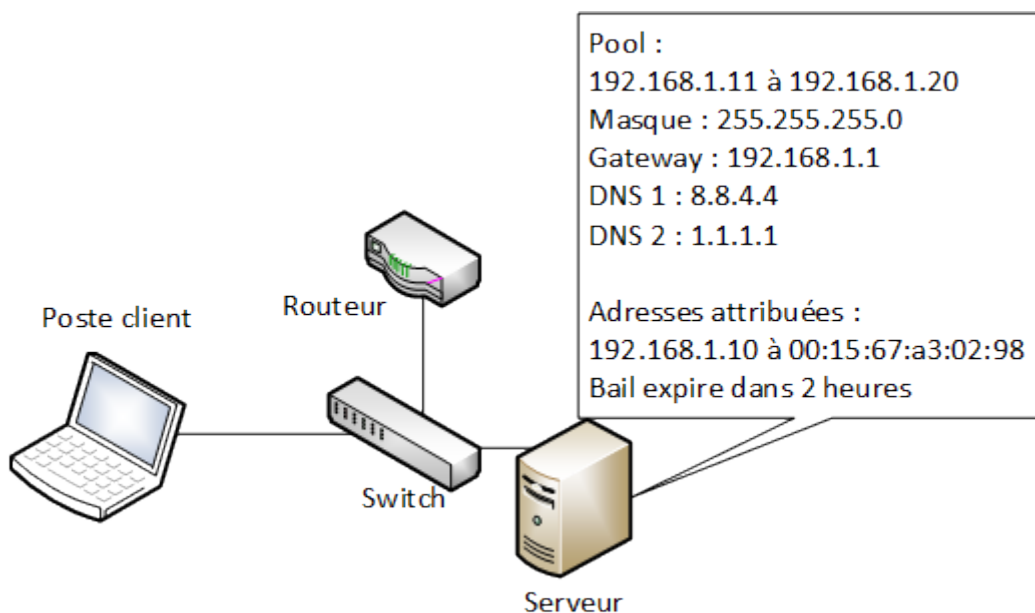 Pool :
192.168.1.11 à 192.168.1.20
Masque : 255.255.255.0
Gateway : 192.168.1.1
DNS 1 : 8.8.4.4
DNS 2 : 1.1.1.1
Adresses attribuées :
192.168.1.10 à 00:15:67:a3:02:98
Bail expire dans 2 heures
Routeur
Poste client
Switch
Serveur